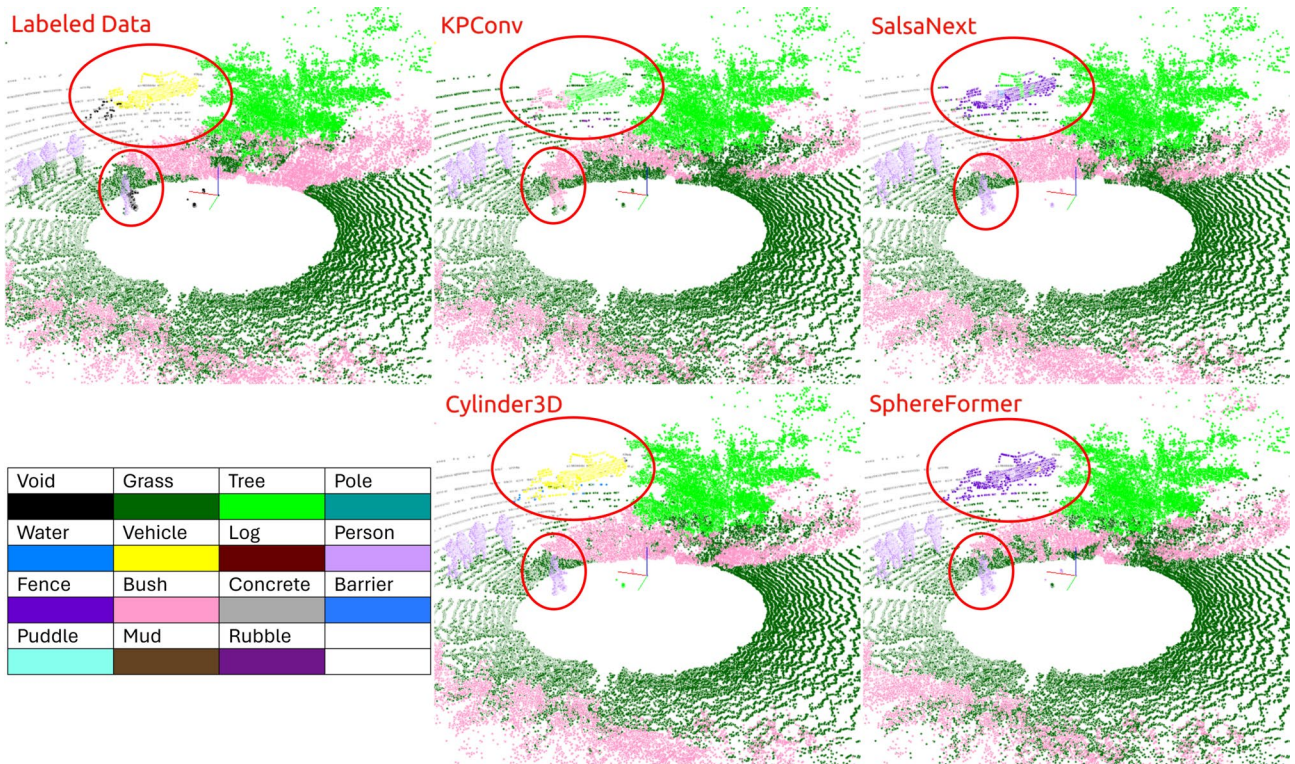 Labeled Data
KPConv
SalsaNext
Cylinder3D
SphereFormer
Void Grass Tree Pole
Water Vehicle Log Person
Fence Bush Concrete Barrier
Puddle Mud Rubble